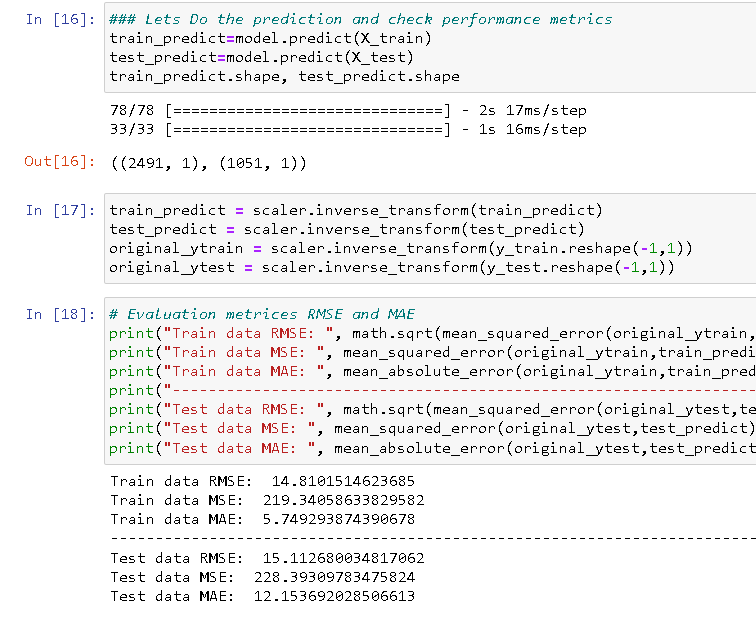 In [16]: ### Lets Do the prediction and check performance metrics
train_predict=model.predict(X_train)
test_predict=model.predict(X_test)
train_predict.shape, test_predict.shape
78/78 [==============================] - 2s 17ms/step
33/33 [==============================] - 1s 16ms/step
Out[16]: ((2491, 1), (1051, 1))
In [17]: train_predict = scaler.inverse_transform(train_predict)
test_predict = scaler.inverse_transform(test_predict)
original_ytrain = scaler.inverse_transform(y_train.reshape(-1,1))
original_ytest = scaler.inverse_transform(y_test.reshape(-1,1))
In [18]: # Evaluation metrices RMSE and MAE
print("Train data RMSE: ", math.sqrt(mean_squared_error(original_ytrain,
print("Train data MSE: ", mean_squared_error(original_ytrain,train_predi
print("Train data MAE: ", mean_absolute_error(original_ytrain,train_pred
print("-----------------------------------------------------------------
print("Test data RMSE: ", math.sqrt(mean_squared_error(original_ytest,te
print("Test data MSE: ", mean_squared_error(original_ytest,test_predict)
print("Test data MAE: ", mean_absolute_error(original_ytest,test_predict
Train data RMSE:  14.8101514623685
Train data MSE:  219.34058633829582
Train data MAE:  5.749293874390678
------------------------------------------------------------------------
Test data RMSE:  15.112680034817062
Test data MSE:  228.39309783475824
Test data MAE:  12.153692028506613